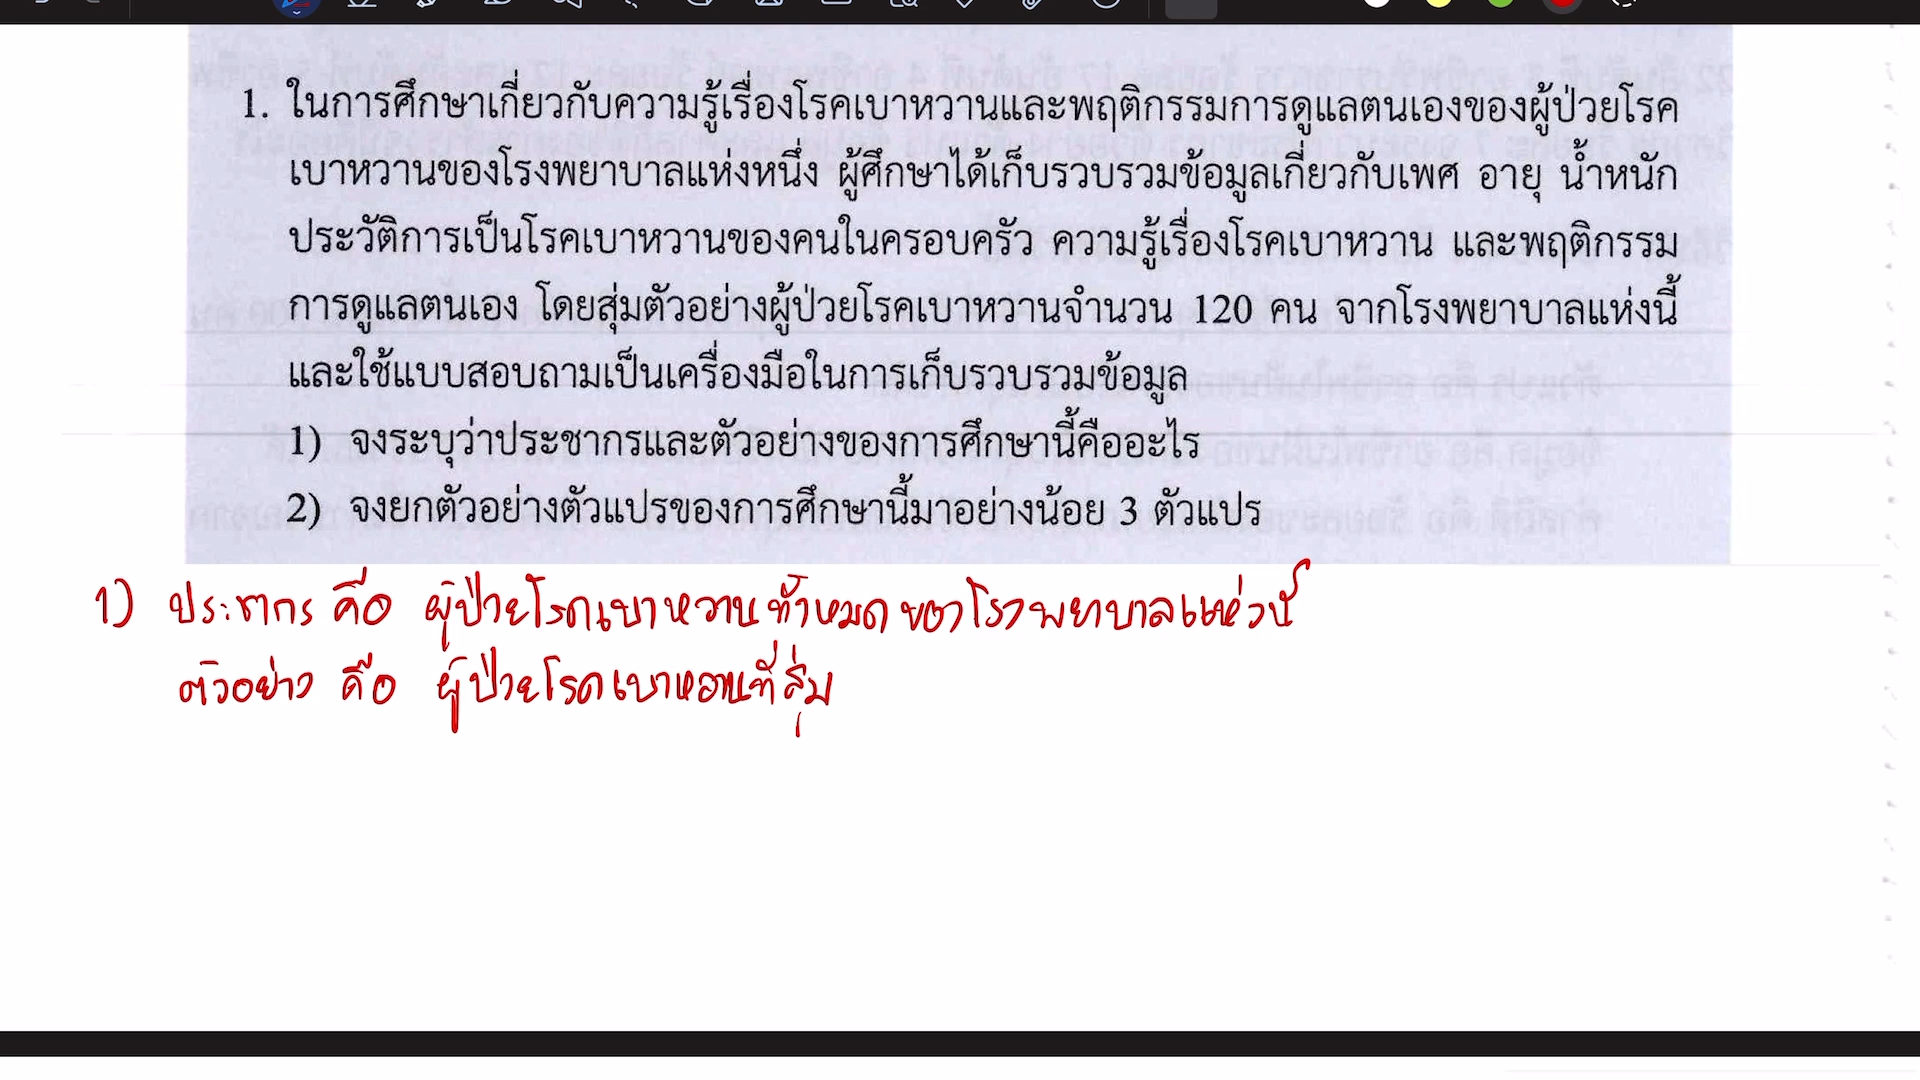 1. ในการศึกษาเกี่ยวกับความรู้เรื่องโรคเบาหวานและพฤติกรรมการดูแลตนเองของผู้ป่วยโรค
เบาหวานของโรงพยาบาลแห่งหนึ่ง ผู้ศึกษาได้เก็บรวบรวมข้อมูลเกี่ยวกับเพศ อายุ น้ำหนัก
ประวัติการเป็นโรคเบาหวานของคนในครอบครัว ความรู้เรื่องโรคเบาหวาน และพฤติกรรม
การดูแลตนเอง โดยสุ่มตัวอย่างผู้ป่วยโรคเบาหวานจำนวน 120 คน จากโรงพยาบาลแห่งนี้
และใช้แบบสอบถามเป็นเครื่องมือในการเก็บรวบรวมข้อมูล
1) จงระบุว่าประชากรและตัวอย่างของการศึกษานี้คืออะไร
2) จงยกตัวอย่างตัวแปรของการศึกษานี้มาอย่างน้อย 3 ตัวแปร
1) ประชากร คือ ผู้ป่วยโรคเบาหวานทั้งหมดของโรงพยาบาลแห่งนี้
ตัวอย่าง คือ ผู้ป่วยโรคเบาหวานที่สุ่ม